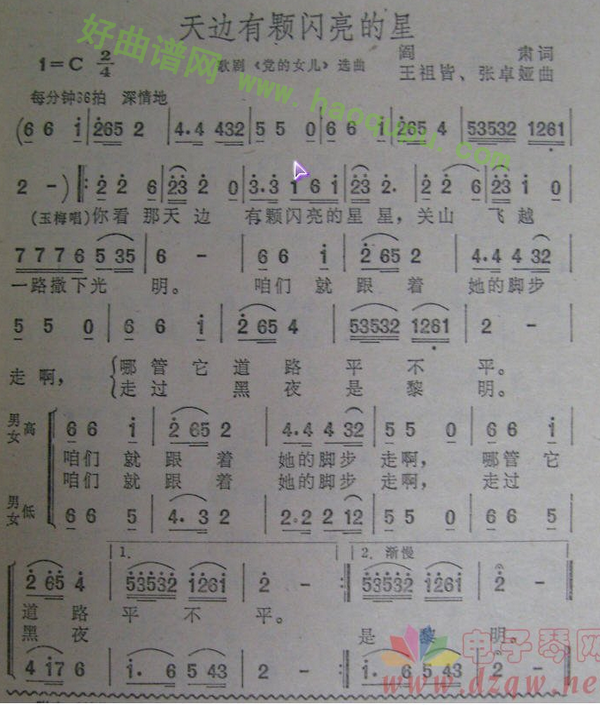 天边有颗闪亮的星
1=C 2/4 歌剧《党的女儿》选曲 阎 肃词
王祖皆、张卓娅曲
每分钟66拍 深情地
好曲谱网 www.haoqupu.com
(6 6 i | 265 2 | 4.4 432 | 5 5 0 | 6 6 i | 265 4 | 53532 1261 |
2 -) ‖: 2 2 6 | 23 2 0 | 3.3 1 6 i | 23 2. | 2 2 6 | 23 i 0 |
(玉梅唱) 你看 那天 边 有颗闪亮的星 星, 关山 飞 越
7 7 7 6 5 35 | 6 - | 6 6 i | 2 65 2 | 4.4 4 32 |
一路撒下光 明。 咱们 就 跟 着 她的脚步
5 5 0 | 6 6 i | 2 65 4 | 53532 1261 | 2 - |
走啊, 哪管 它 道 路 平 不 平。
走过 黑 夜 是 黎 明。
男女高 6 6 i | 2 65 2 | 4.4 4 32 | 5 5 0 | 6 6 i |
咱们 就 跟 着 她的脚步 走啊, 哪管 它
咱们 就 跟 着 她的脚步 走啊, 走过
男女低 6 6 5 | 4. 3 2 | 2.2 2 12 | 5 5 0 | 6 6 5 |
1. 2. 渐慢
2 65 4 | 53532 1261 | 2 - :‖ 53532 1261 | 2 - ‖
道 路 平 不 平。
黑 夜 是 黎 明。
4 17 6 | 1. 6 5 43 | 2 - :‖ 1. 6 5 43 | 2 - ‖
电子琴网
www.dzqw.net